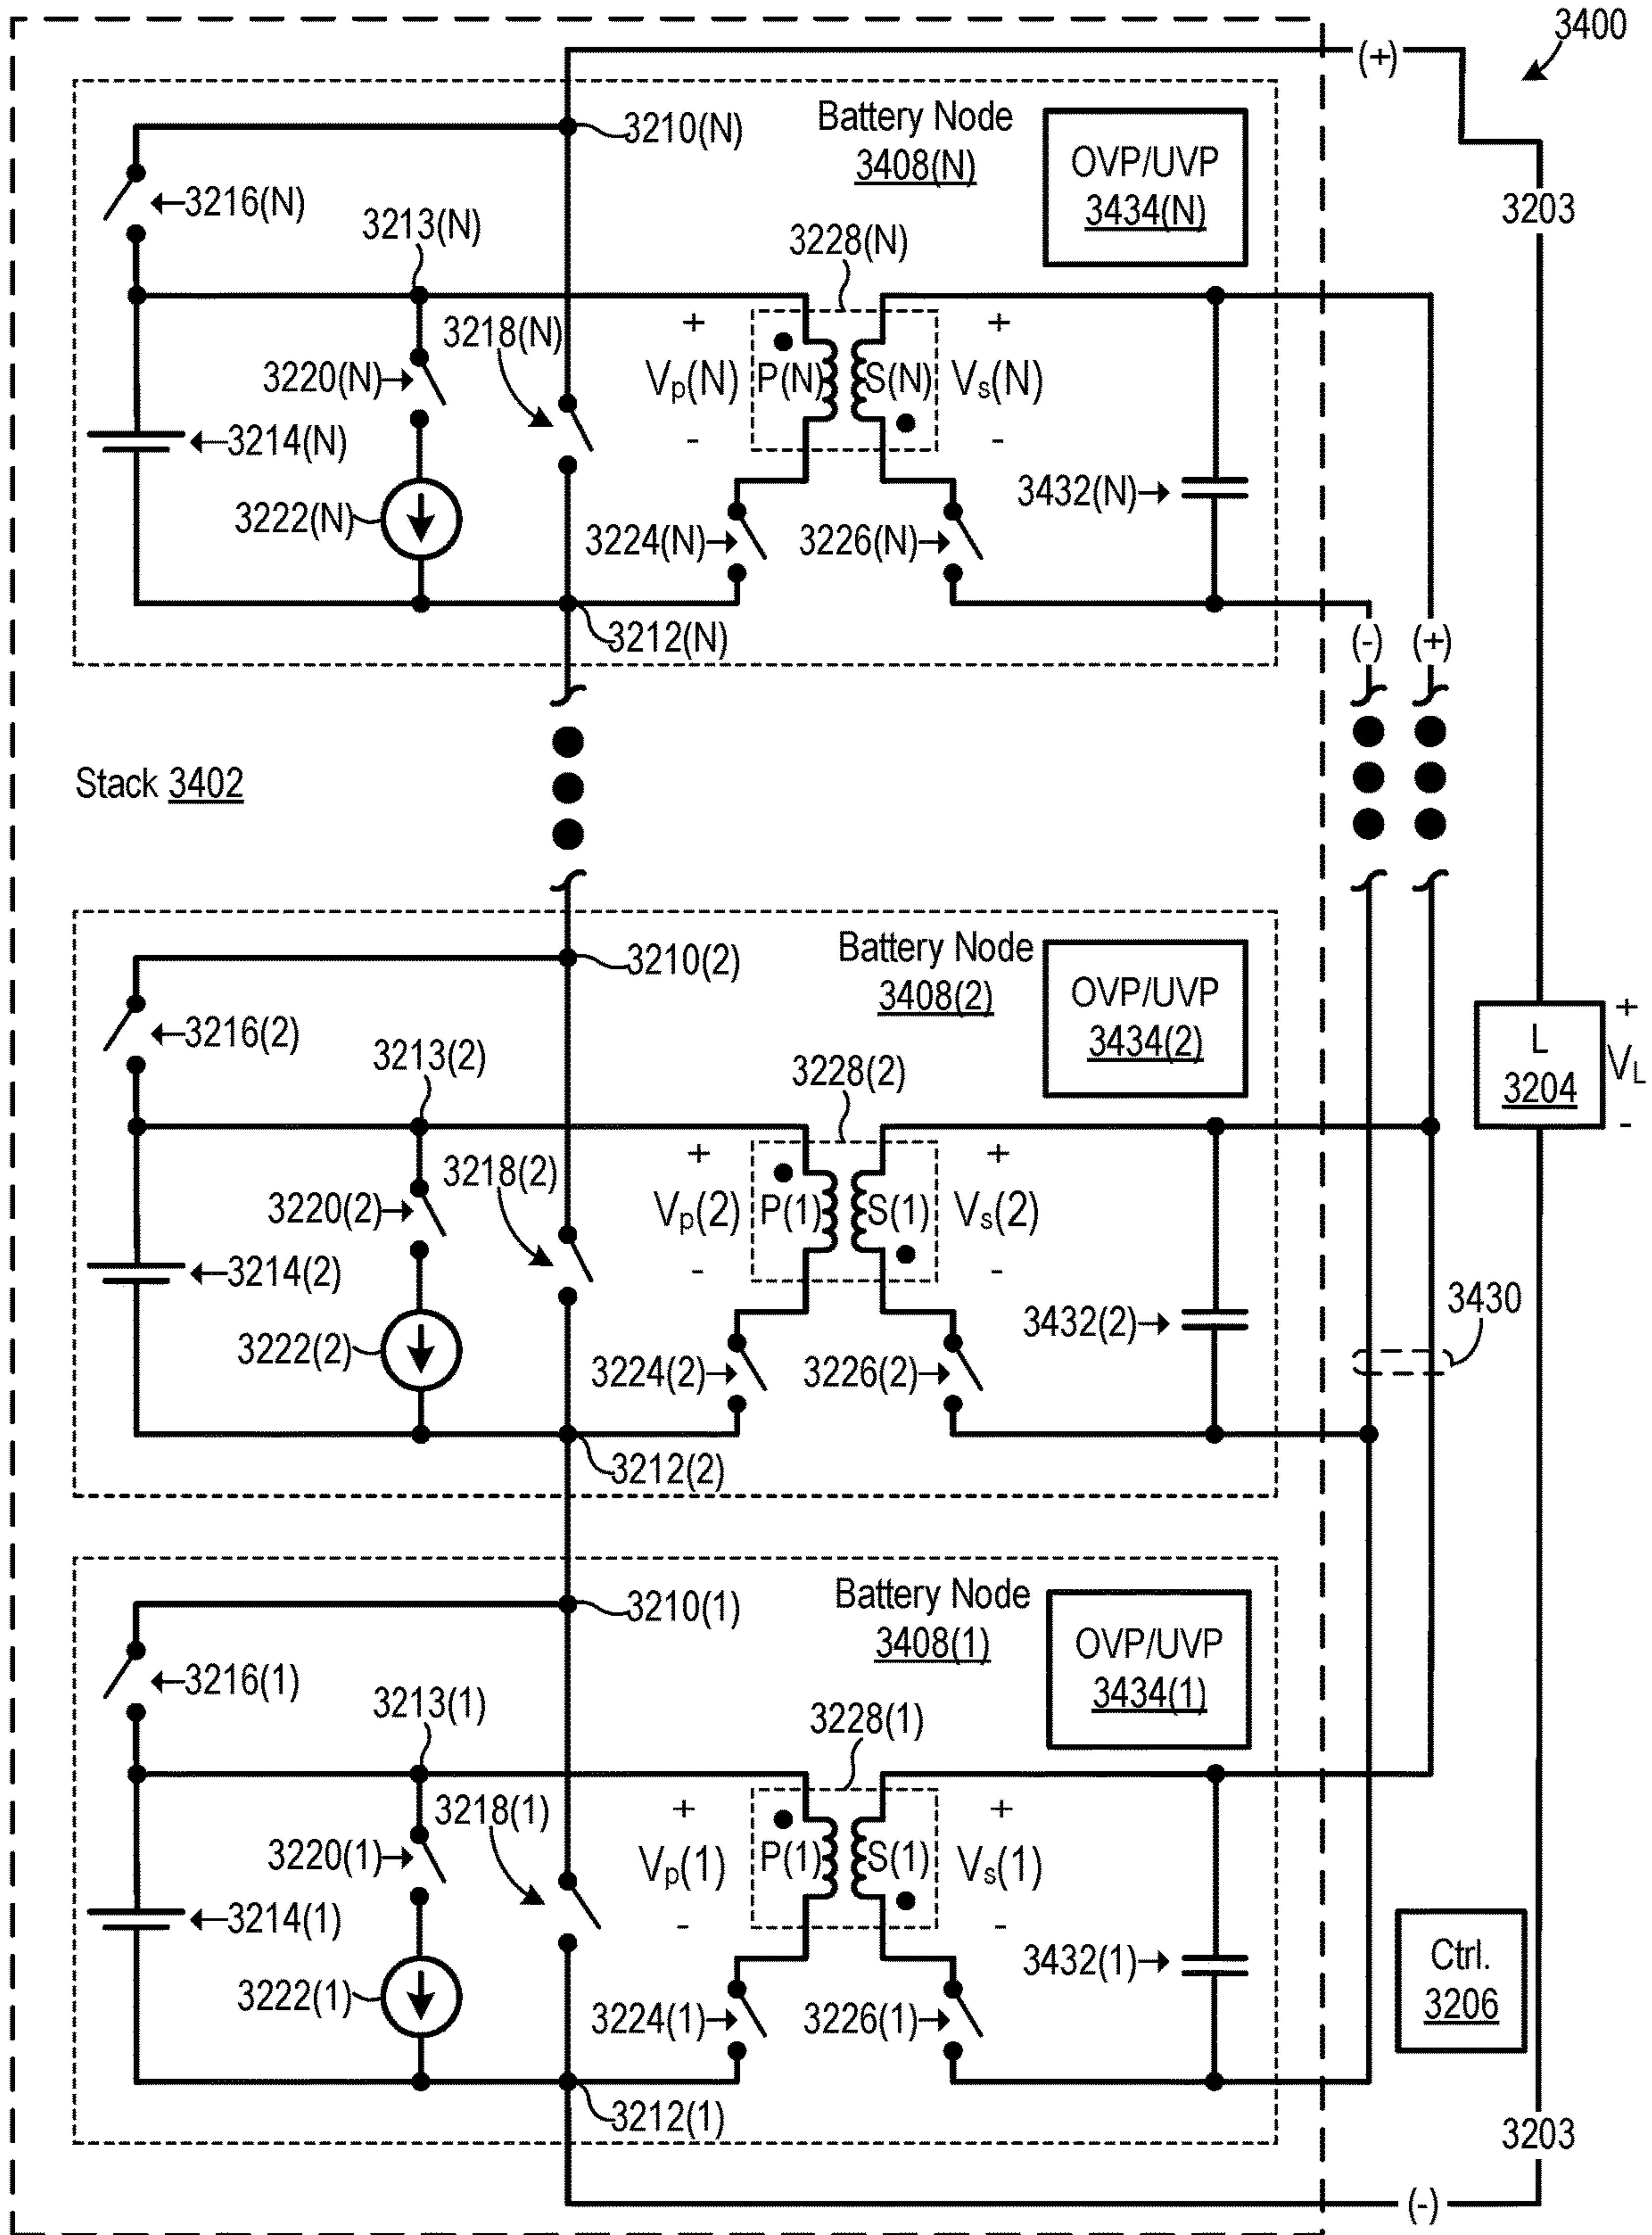 3400
(+)
3210(N)
Battery Node
3408(N)
OVP/UVP
3434(N)
3216(N)
3203
3213(N)
3228(N)
3218(N)
+
+
3220(N)
Vp(N)
P(N)
S(N)
Vs(N)
-
-
3214(N)
3432(N)
3222(N)
3224(N)
3226(N)
3212(N)
(-)
(+)
Stack 3402
3210(2)
Battery Node
3408(2)
OVP/UVP
3434(2)
3216(2)
3213(2)
3228(2)
+
L
3204
VL
-
3218(2)
+
+
3220(2)
Vp(2)
P(1)
S(1)
Vs(2)
-
-
3214(2)
3432(2)
3430
3222(2)
3224(2)
3226(2)
3212(2)
3210(1)
Battery Node
3408(1)
OVP/UVP
3434(1)
3216(1)
3213(1)
3228(1)
3218(1)
+
+
3220(1)
Vp(1)
P(1)
S(1)
Vs(1)
-
-
3214(1)
3432(1)
Ctrl.
3206
3222(1)
3224(1)
3226(1)
3212(1)
3203
(-)